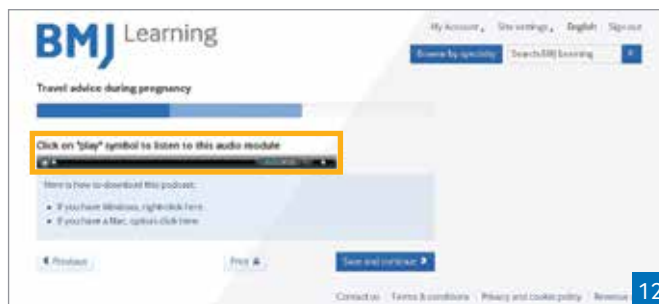 BMJ Learning
My Account, Site settings, English Sign out
Browse by specialty Search BMJ Learning
Travel advice during pregnancy
Click on "play" symbol to listen to this audio module
Here is how to download this podcast:
If you have Windows, right-click here
If you have a Mac, option-click here
Previous Print Save and continue
Contact us Terms & conditions Privacy and cookie policy Revenue
12